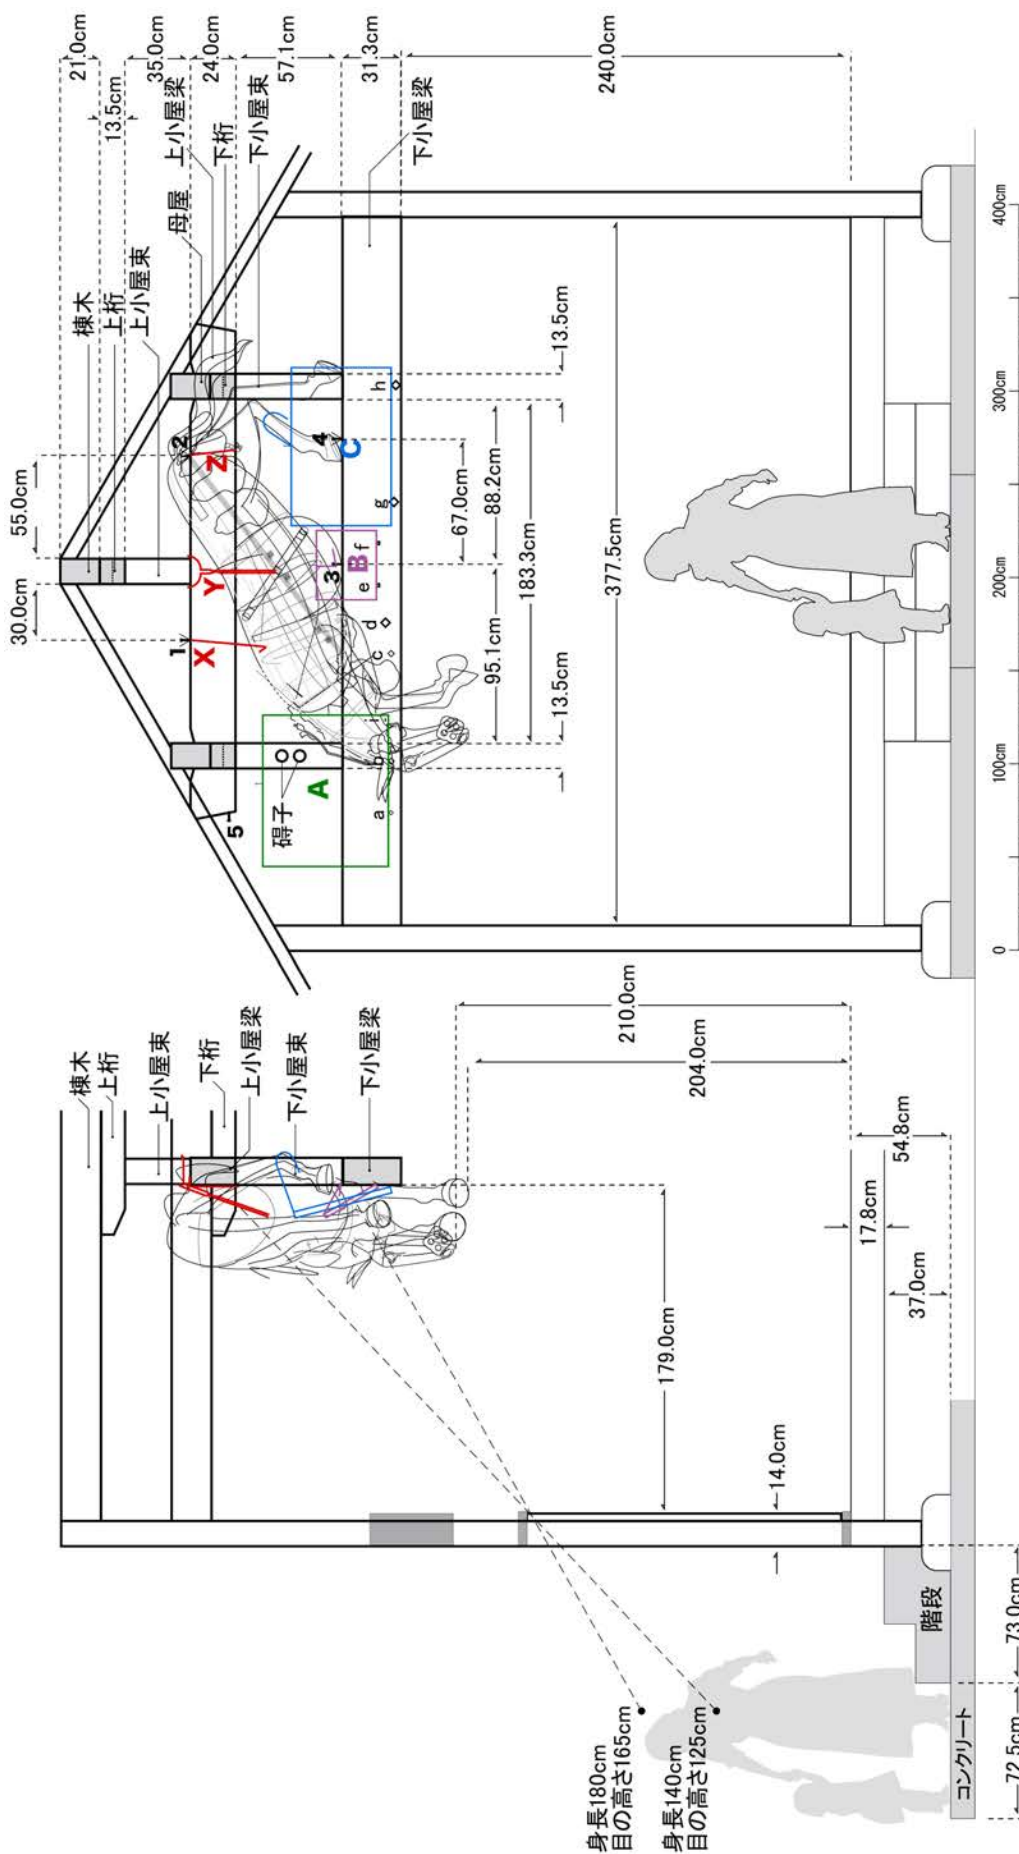 21.0cm
13.5cm
35.0cm
24.0cm
57.1cm
31.3cm
240.0cm
棟木
上桁
上小屋束
母屋
上小屋梁
下桁
下小屋束
下小屋梁
55.0cm
30.0cm
1
2
3
4
5
X
Y
Z
A
B
C
碍子
a
b
i
c
d
e
f
g
h
13.5cm
88.2cm
67.0cm
183.3cm
95.1cm
13.5cm
377.5cm
0
100cm
200cm
300cm
400cm
棟木
上桁
上小屋束
下桁
上小屋梁
下小屋束
下小屋梁
210.0cm
204.0cm
179.0cm
14.0cm
54.8cm
17.8cm
37.0cm
身長180cm
目の高さ165cm
身長140cm
目の高さ125cm
階段
コンクリート
73.0cm
72.5cm